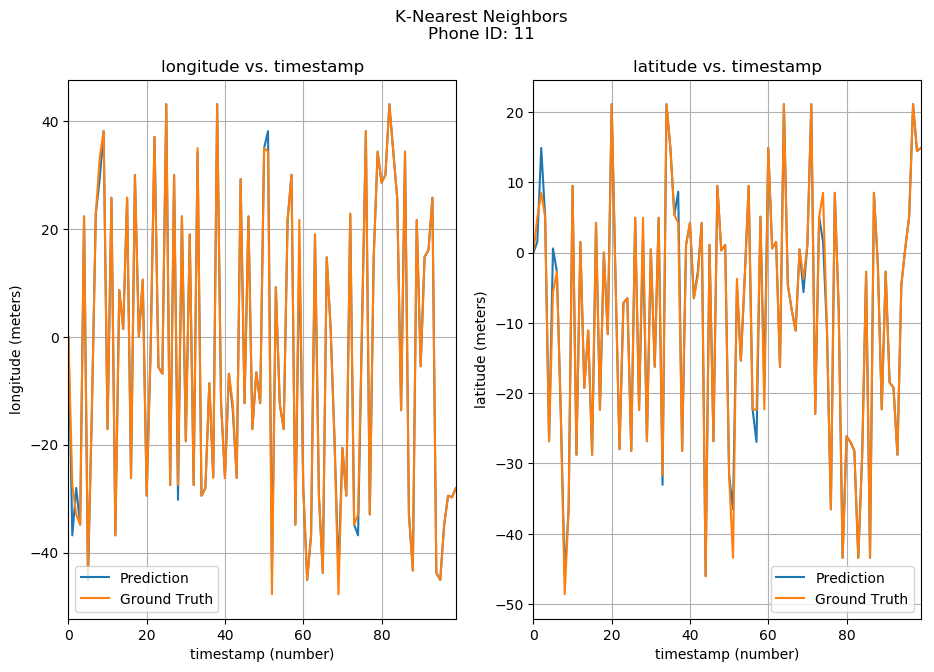 K-Nearest Neighbors
Phone ID: 11
longitude vs. timestamp
longitude (meters)
40
20
0
−20
−40
0
20
40
60
80
timestamp (number)
Prediction
Ground Truth
latitude vs. timestamp
latitude (meters)
20
10
0
−10
−20
−30
−40
−50
0
20
40
60
80
timestamp (number)
Prediction
Ground Truth